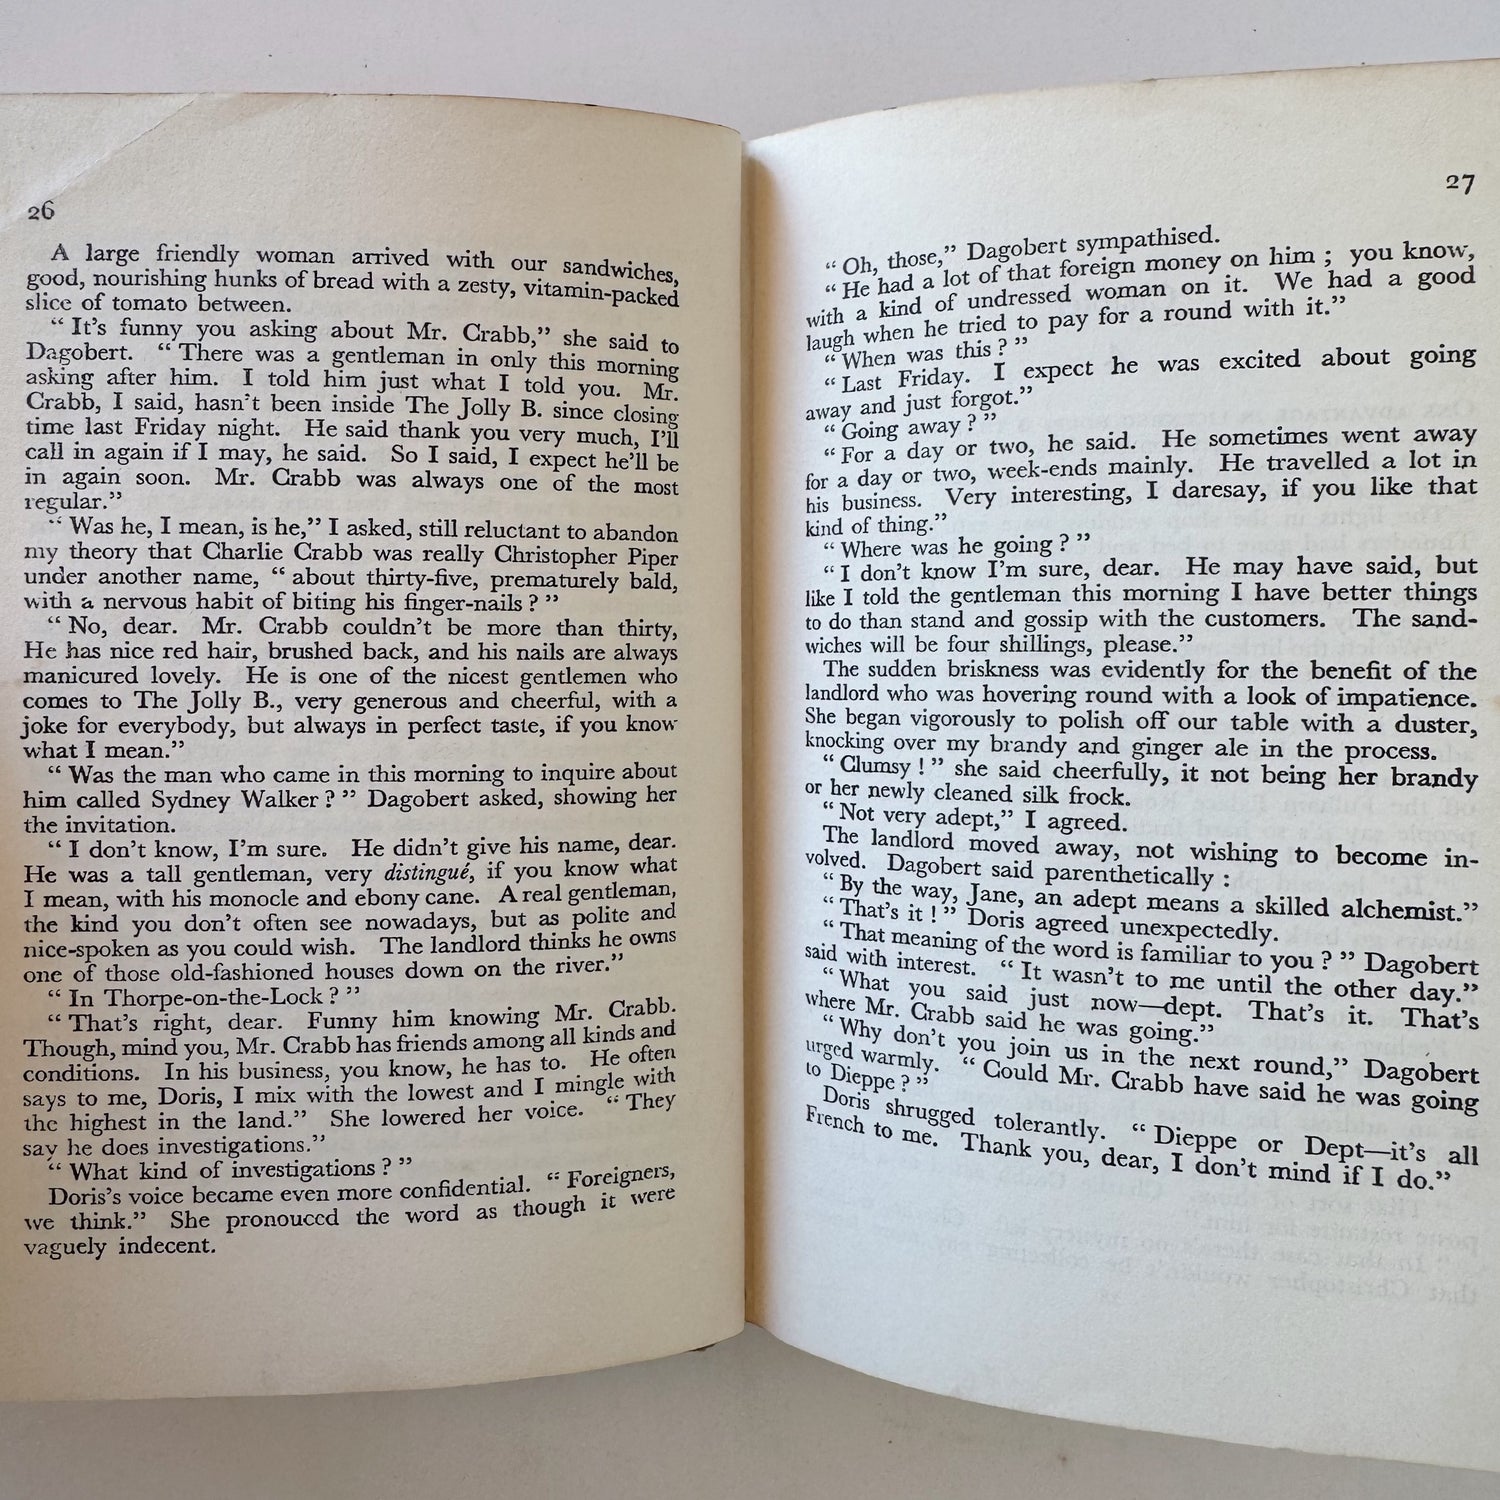 26
A large friendly woman arrived with our sandwiches,
good, nourishing hunks of bread with a zesty, vitamin-packed
slice of tomato between.
“ It’s funny you asking about Mr. Crabb,” she said to
Dagobert. “ There was a gentleman in only this morning
asking after him. I told him just what I told you. Mr.
Crabb, I said, hasn’t been inside The Jolly B. since closing
time last Friday night. He said thank you very much, I’ll
call in again if I may, he said. So I said, I expect he’ll be
in again soon. Mr. Crabb was always one of the most
regular.”
“ Was he, I mean, is he,” I asked, still reluctant to abandon
my theory that Charlie Crabb was really Christopher Piper
under another name, “ about thirty-five, prematurely bald,
with a nervous habit of biting his finger-nails ? ”
“ No, dear. Mr. Crabb couldn’t be more than thirty,
He has nice red hair, brushed back, and his nails are always
manicured lovely. He is one of the nicest gentlemen who
comes to The Jolly B., very generous and cheerful, with a
joke for everybody, but always in perfect taste, if you know
what I mean.”
“ Was the man who came in this morning to inquire about
him called Sydney Walker ? ” Dagobert asked, showing her
the invitation.
“ I don’t know, I’m sure. He didn’t give his name, dear.
He was a tall gentleman, very distingué, if you know what
I mean, with his monocle and ebony cane. A real gentleman,
the kind you don’t often see nowadays, but as polite and
nice-spoken as you could wish. The landlord thinks he owns
one of those old-fashioned houses down on the river.”
“ In Thorpe-on-the-Lock ? ”
“ That’s right, dear. Funny him knowing Mr. Crabb.
Though, mind you, Mr. Crabb has friends among all kinds and
conditions. In his business, you know, he has to. He often
says to me, Doris, I mix with the lowest and I mingle with
the highest in the land.” She lowered her voice. “ They
say he does investigations.”
“ What kind of investigations ? ”
Doris’s voice became even more confidential. “ Foreigners,
we think.” She pronouced the word as though it were
vaguely indecent.
27
“ Oh, those,” Dagobert sympathised.
“ He had a lot of that foreign money on him ; you know,
with a kind of undressed woman on it. We had a good
laugh when he tried to pay for a round with it.”
“ When was this ? ”
“ Last Friday. I expect he was excited about going
away and just forgot.”
“ Going away ? ”
“ For a day or two, he said. He sometimes went away
for a day or two, week-ends mainly. He travelled a lot in
his business. Very interesting, I daresay, if you like that
kind of thing.”
“ Where was he going ? ”
“ I don’t know I’m sure, dear. He may have said, but
like I told the gentleman this morning I have better things
to do than stand and gossip with the customers. The sand-
wiches will be four shillings, please.”
The sudden briskness was evidently for the benefit of the
landlord who was hovering round with a look of impatience.
She began vigorously to polish off our table with a duster,
knocking over my brandy and ginger ale in the process.
“ Clumsy ! ” she said cheerfully, it not being her brandy
or her newly cleaned silk frock.
“ Not very adept,” I agreed.
The landlord moved away, not wishing to become in-
volved. Dagobert said parenthetically :
“ By the way, Jane, an adept means a skilled alchemist.”
“ That’s it ! ” Doris agreed unexpectedly.
“ That meaning of the word is familiar to you ? ” Dagobert
said with interest. “ It wasn’t to me until the other day.”
“ What you said just now—dept. That’s it. That’s
where Mr. Crabb said he was going.”
“ Why don’t you join us in the next round,” Dagobert
urged warmly. “ Could Mr. Crabb have said he was going
to Dieppe ? ”
Doris shrugged tolerantly. “ Dieppe or Dept—it’s all
French to me. Thank you, dear, I don’t mind if I do.”